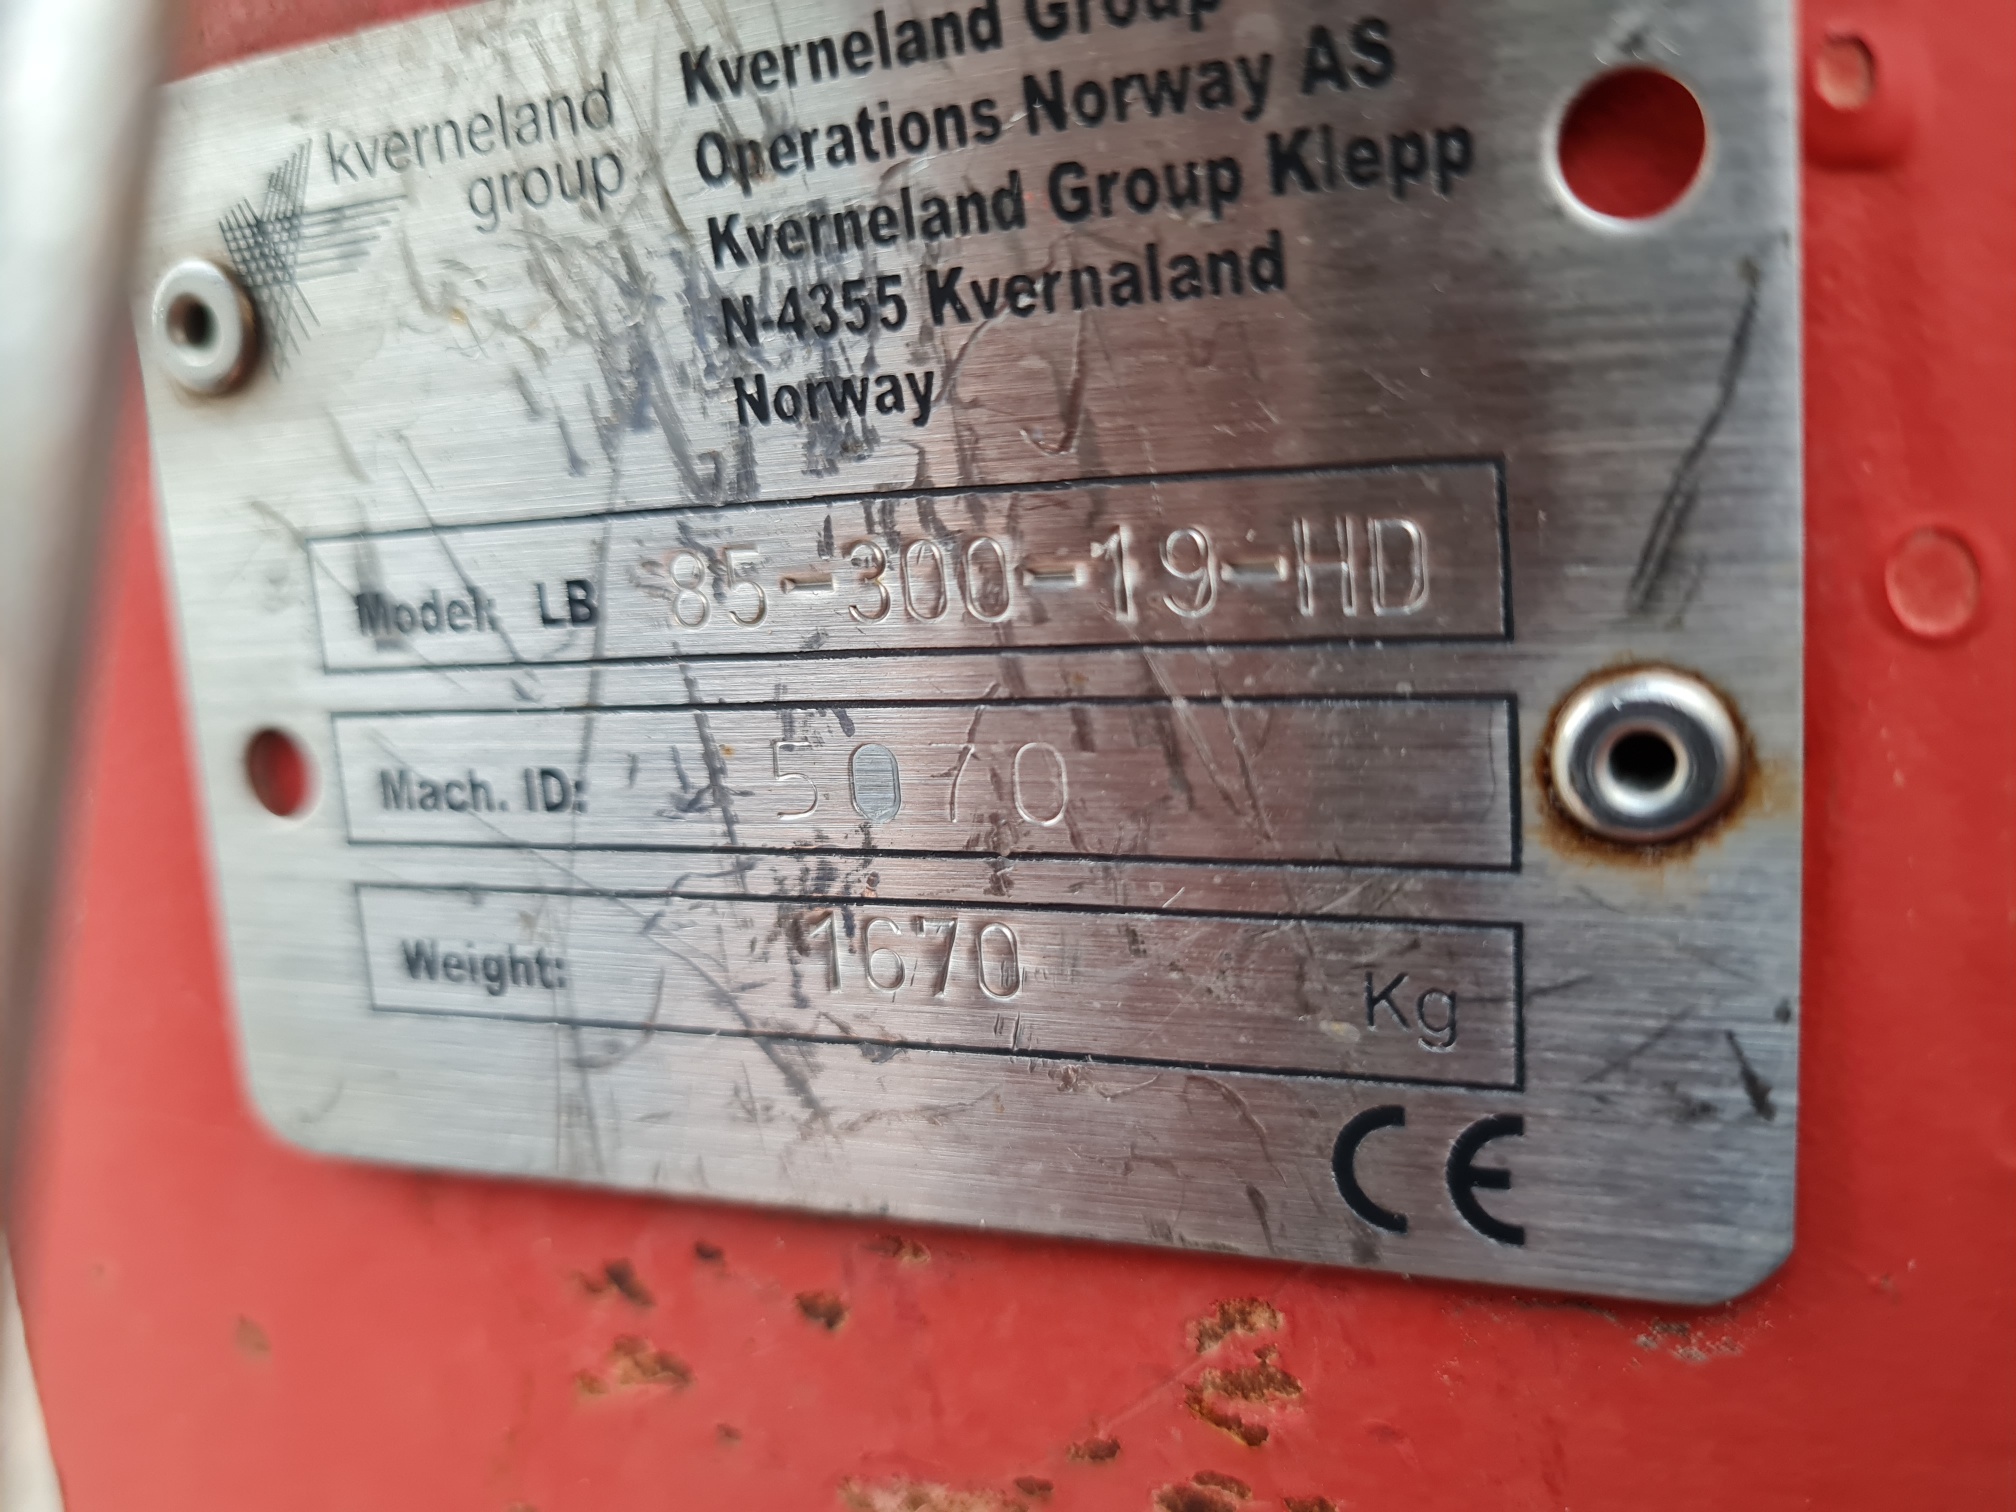 kverneland
group
Kverneland Group
Operations Norway AS
Kverneland Group Klepp
N-4355 Kvernaland
Norway
Model: LB 85-300-19-HD
Mach. ID: 5070
Weight: 1670 Kg
CE